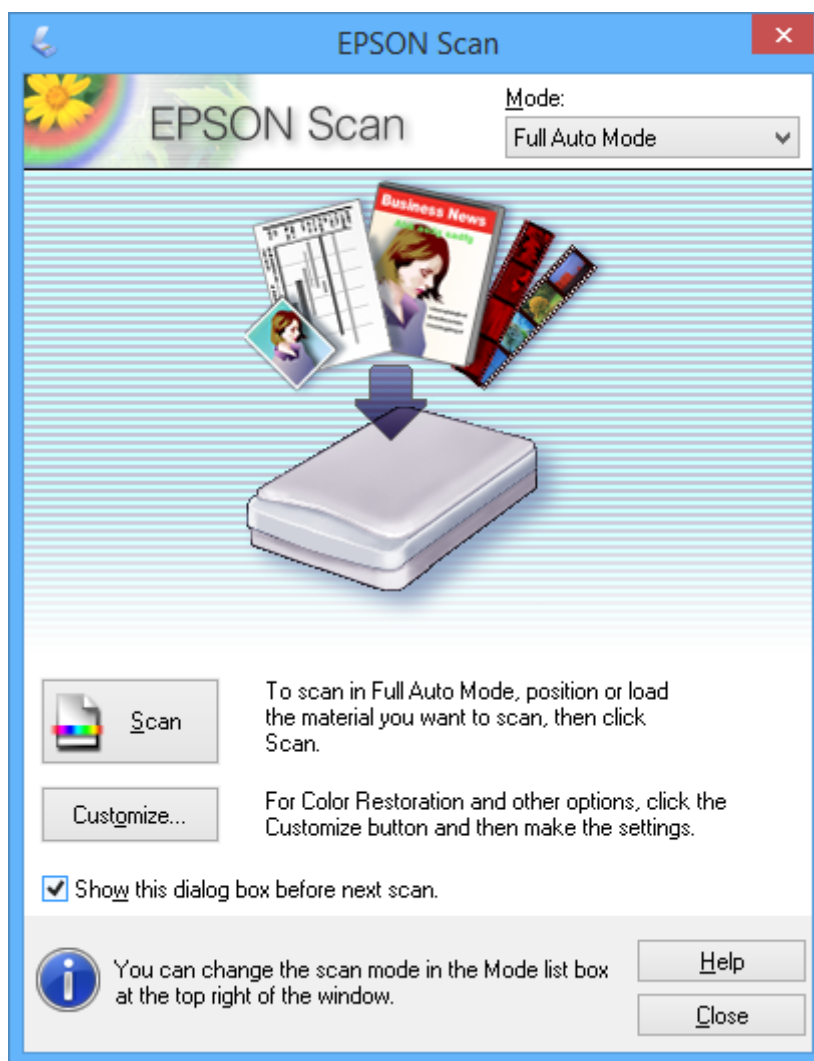 EPSON Scan
EPSON Scan
Mode:
Full Auto Mode
Business News
Scan
To scan in Full Auto Mode, position or load
the material you want to scan, then click
Scan.
Customize...
For Color Restoration and other options, click the
Customize button and then make the settings.
Show this dialog box before next scan.
You can change the scan mode in the Mode list box
at the top right of the window.
Help
Close